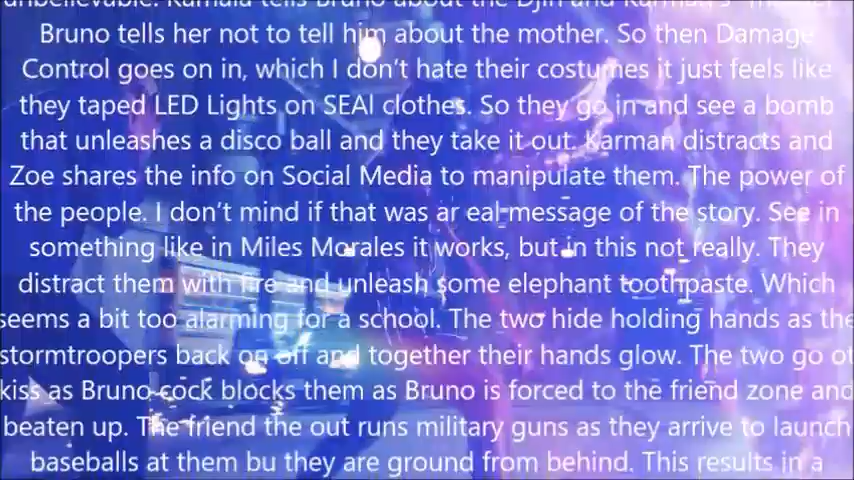 unbelievable. Kamala tells Bruno about the Djin and Karman's
Bruno tells her not to tell him about the mother. So then Damage
Control goes on in, which I don't hate their costumes it just feels like
they taped LED Lights on SEAl clothes. So they go in and see a bomb
that unleashes a disco ball and they take it out. Karman distracts and
Zoe shares the info on Social Media to manipulate them. The power of
the people. I don't mind if that was ar eal message of the story. See in
something like in Miles Morales it works, but in this not really. They
distract them with fire and unleash some elephant toothpaste. Which
seems a bit too alarming for a school. The two hide holding hands as the
stormtroopers back on off and together their hands glow. The two go ot
kiss as Bruno cock blocks them as Bruno is forced to the friend zone and
beaten up. The friend the out runs military guns as they arrive to launch
baseballs at them bu they are ground from behind. This results in a